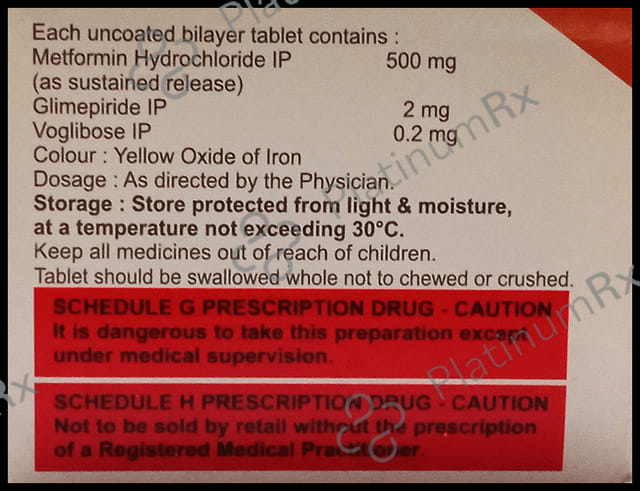 Each uncoated bilayer tablet contains :
Metformin Hydrochloride IP 500 mg
(as sustained release)
Glimepiride IP 2 mg
Voglibose IP 0.2 mg
Colour : Yellow Oxide of Iron
Dosage : As directed by the Physician.
Storage : Store protected from light & moisture,
at a temperature not exceeding 30°C.
Keep all medicines out of reach of children.
Tablet should be swallowed whole not to chewed or crushed.
SCHEDULE G PRESCRIPTION DRUG - CAUTION
It is dangerous to take this preparation except
under medical supervision.
SCHEDULE H PRESCRIPTION DRUG - CAUTION
Not to be sold by retail without the prescription
of a Registered Medical Practitioner.
PlatinumRx
PlatinumRx
PlatinumRx
Rx